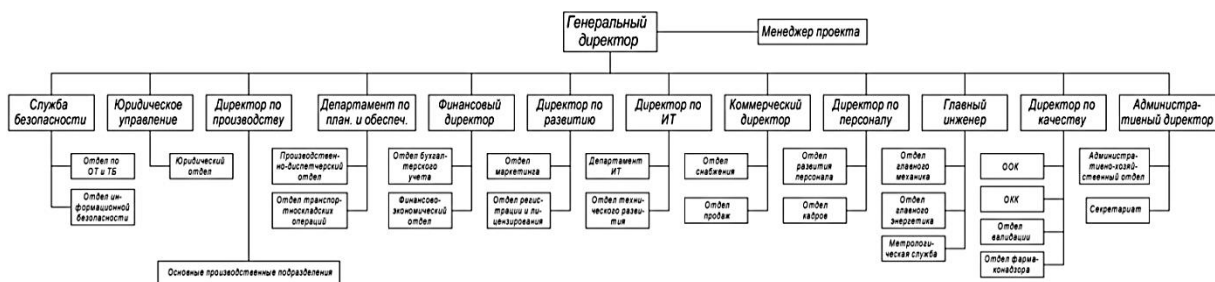 Генеральный
директор
Менеджер проекта
Служба
безопасности
Юридическое
управление
Директор по
производству
Департамент по
план. и обеспеч.
Финансовый
директор
Директор по
развитию
Директор по
ИТ
Коммерческий
директор
Директор по
персоналу
Главный
инженер
Директор по
качеству
Администра-
тивный директор
Отдел по
ОТ и ТБ
Отдел ин-
формационной
безопасности
Юридический
отдел
Основные производственные подразделения
Производствен-
но-диспетчерский
отдел
Отдел транспор-
тноскладских
операций
Отдел бухгал-
терского
учета
Финансово-
экономический
отдел
Отдел
маркетинга
Отдел регис-
трации и ли-
цензирования
Департамент
ИТ
Отдел техни-
ческого разви-
тия
Отдел
снабжения
Отдел
продаж
Отдел
развития
персонала
Отдел
кадров
Отдел
главного
механика
Отдел
главного
энергетика
Метрологи-
ческая служба
ООК
ОКК
Отдел
валидации
Отдел фарма-
конадзора
Админист-
ративно-хозяй-
ственный отдел
Секретариат